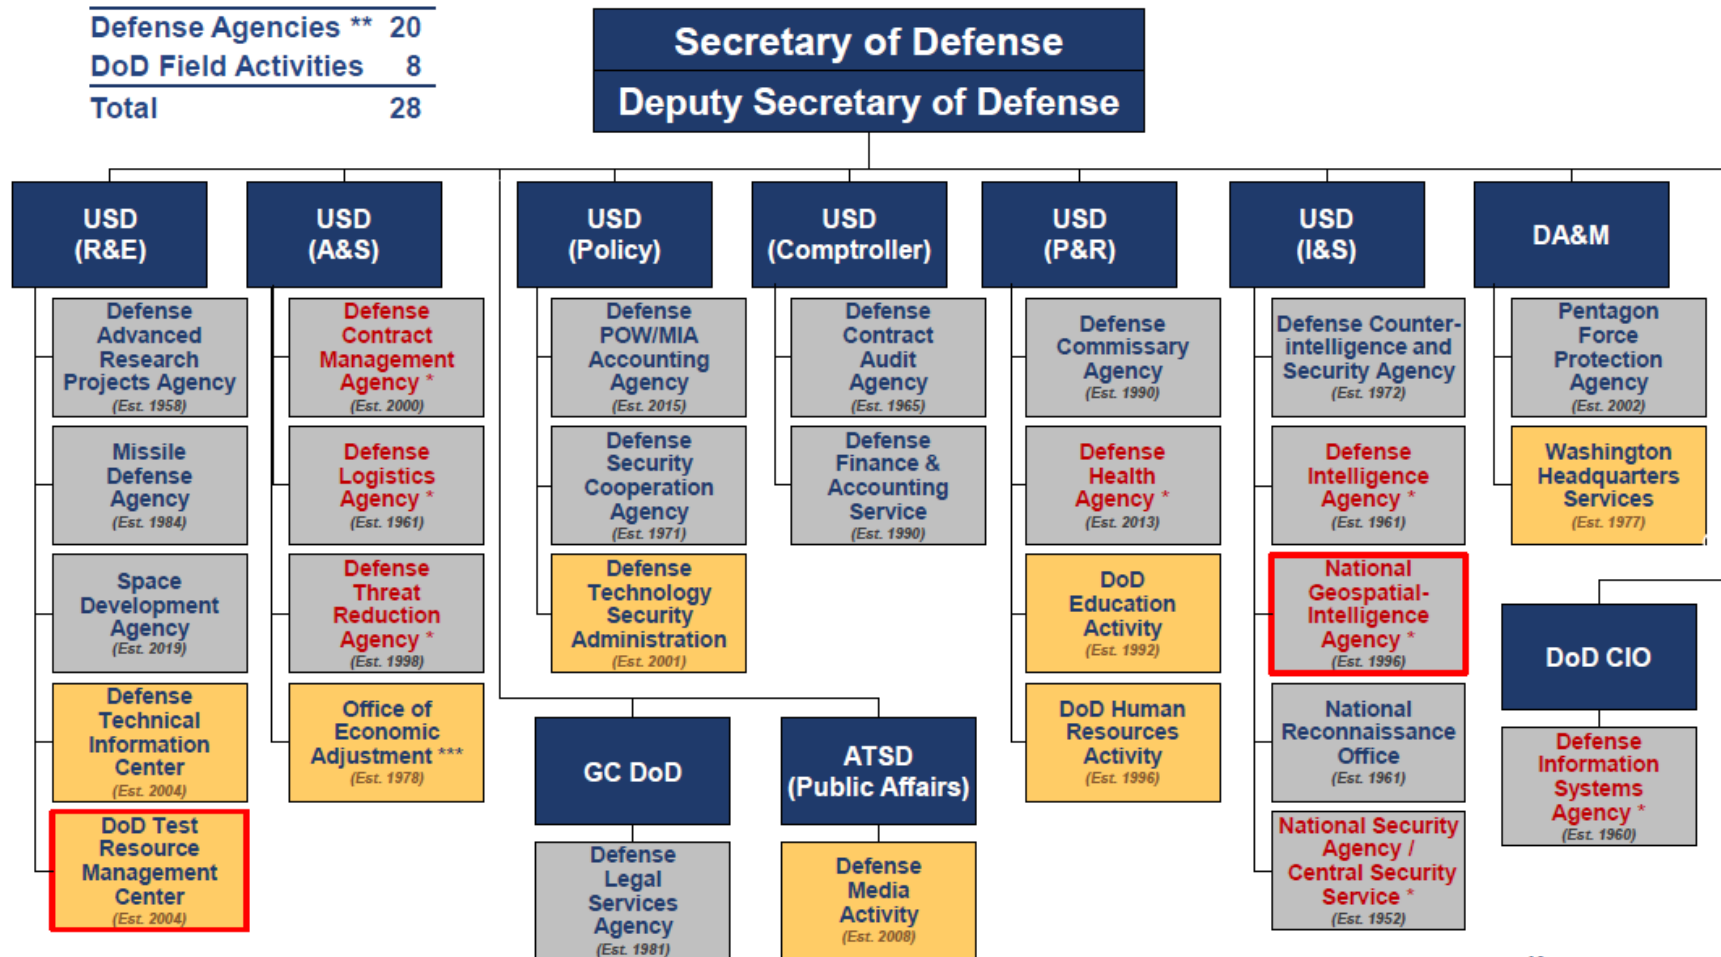 Defense Agencies ** 20
DoD Field Activities 8
Total 28
Secretary of Defense
Deputy Secretary of Defense
USD
(R&E)
Defense
Advanced
Research
Projects Agency
(Est. 1958)
Missile
Defense
Agency
(Est. 1984)
Space
Development
Agency
(Est. 2019)
Defense
Technical
Information
Center
(Est. 2004)
DoD Test
Resource
Management
Center
(Est. 2004)
USD
(A&S)
Defense
Contract
Management
Agency *
(Est. 2000)
Defense
Logistics
Agency *
(Est. 1961)
Defense
Threat
Reduction
Agency *
(Est. 1998)
Office of
Economic
Adjustment ***
(Est. 1978)
USD
(Policy)
Defense
POW/MIA
Accounting
Agency
(Est. 2015)
Defense
Security
Cooperation
Agency
(Est. 1971)
Defense
Technology
Security
Administration
(Est. 2001)
USD
(Comptroller)
Defense
Contract
Audit
Agency
(Est. 1965)
Defense
Finance &
Accounting
Service
(Est. 1990)
GC DoD
Defense
Legal
Services
Agency
(Est. 1981)
ATSD
(Public Affairs)
Defense
Media
Activity
(Est. 2008)
USD
(P&R)
Defense
Commissary
Agency
(Est. 1990)
Defense
Health
Agency *
(Est. 2013)
DoD
Education
Activity
(Est. 1992)
DoD Human
Resources
Activity
(Est. 1996)
USD
(I&S)
Defense Counter-
intelligence and
Security Agency
(Est. 1972)
Defense
Intelligence
Agency *
(Est. 1961)
National
Geospatial-
Intelligence
Agency *
(Est. 1996)
National
Reconnaissance
Office
(Est. 1961)
National Security
Agency /
Central Security
Service *
(Est. 1952)
DA&M
Pentagon
Force
Protection
Agency
(Est. 2002)
Washington
Headquarters
Services
(Est. 1977)
DoD CIO
Defense
Information
Systems
Agency *
(Est. 1960)